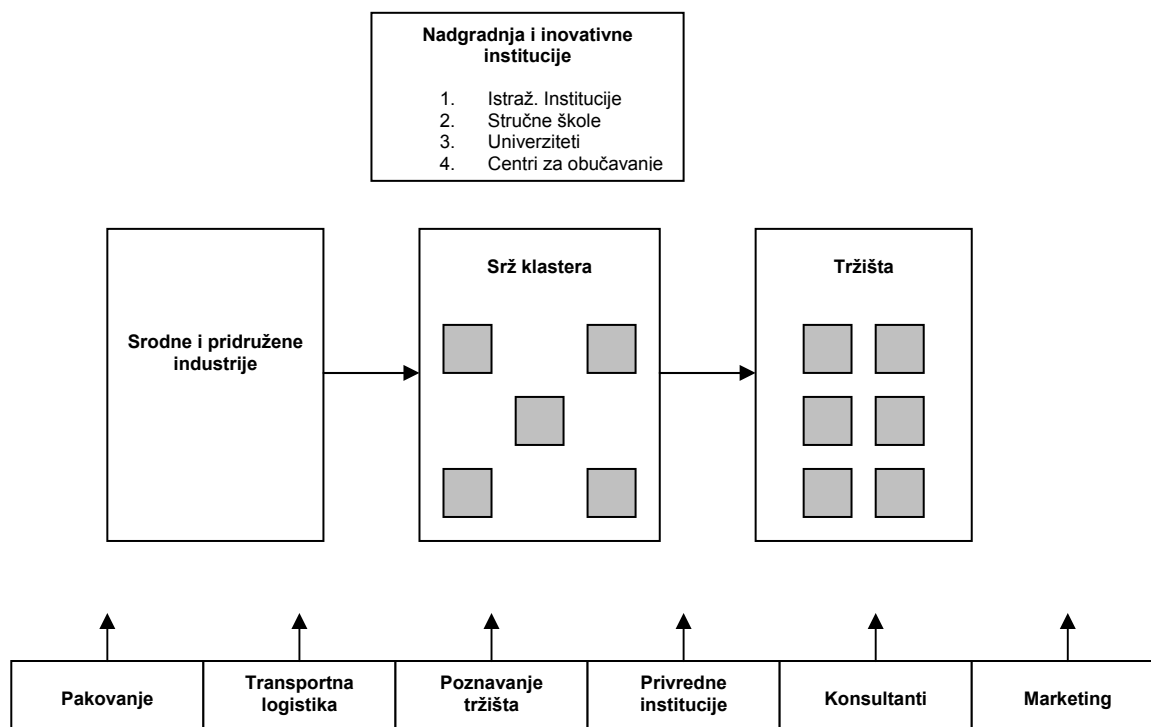 Nadgradnja i inovativne
institucije
1. Istraž. Institucije
2. Stručne škole
3. Univerziteti
4. Centri za obučavanje
Srodne i pridružene
industrije
Srž klastera
Tržišta
Pakovanje
Transportna
logistika
Poznavanje
tržišta
Privredne
institucije
Konsultanti
Marketing